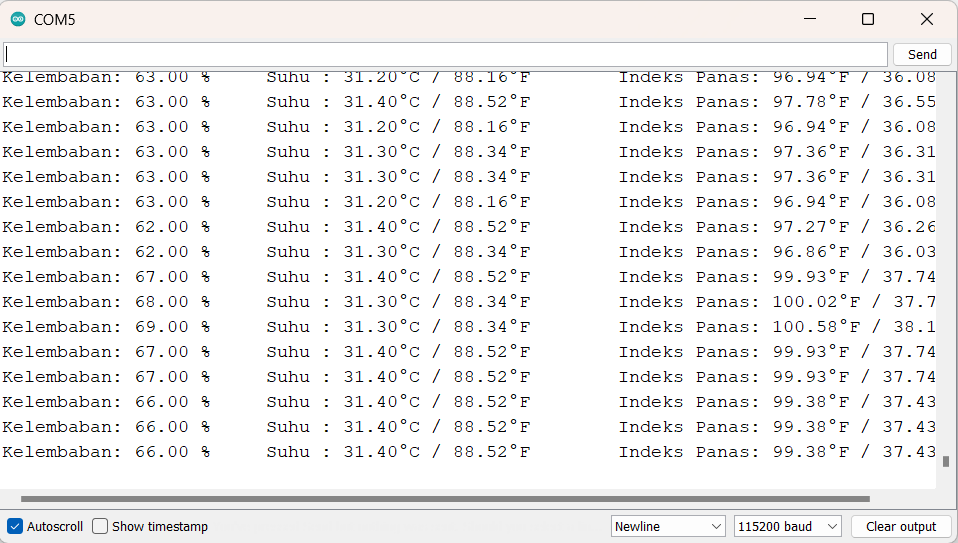 COM5
Send
Kelembaban: 63.00 % Suhu : 31.20°C / 88.16°F Indeks Panas: 96.94°F / 36.08
Kelembaban: 63.00 % Suhu : 31.40°C / 88.52°F Indeks Panas: 97.78°F / 36.55
Kelembaban: 63.00 % Suhu : 31.20°C / 88.16°F Indeks Panas: 96.94°F / 36.08
Kelembaban: 63.00 % Suhu : 31.30°C / 88.34°F Indeks Panas: 97.36°F / 36.31
Kelembaban: 63.00 % Suhu : 31.30°C / 88.34°F Indeks Panas: 97.36°F / 36.31
Kelembaban: 63.00 % Suhu : 31.20°C / 88.16°F Indeks Panas: 96.94°F / 36.08
Kelembaban: 62.00 % Suhu : 31.40°C / 88.52°F Indeks Panas: 97.27°F / 36.26
Kelembaban: 62.00 % Suhu : 31.30°C / 88.34°F Indeks Panas: 96.86°F / 36.03
Kelembaban: 67.00 % Suhu : 31.40°C / 88.52°F Indeks Panas: 99.93°F / 37.74
Kelembaban: 68.00 % Suhu : 31.30°C / 88.34°F Indeks Panas: 100.02°F / 37.7
Kelembaban: 69.00 % Suhu : 31.30°C / 88.34°F Indeks Panas: 100.58°F / 38.1
Kelembaban: 67.00 % Suhu : 31.40°C / 88.52°F Indeks Panas: 99.93°F / 37.74
Kelembaban: 67.00 % Suhu : 31.40°C / 88.52°F Indeks Panas: 99.93°F / 37.74
Kelembaban: 66.00 % Suhu : 31.40°C / 88.52°F Indeks Panas: 99.38°F / 37.43
Kelembaban: 66.00 % Suhu : 31.40°C / 88.52°F Indeks Panas: 99.38°F / 37.43
Kelembaban: 66.00 % Suhu : 31.40°C / 88.52°F Indeks Panas: 99.38°F / 37.43
Autoscroll Show timestamp Newline 115200 baud Clear output